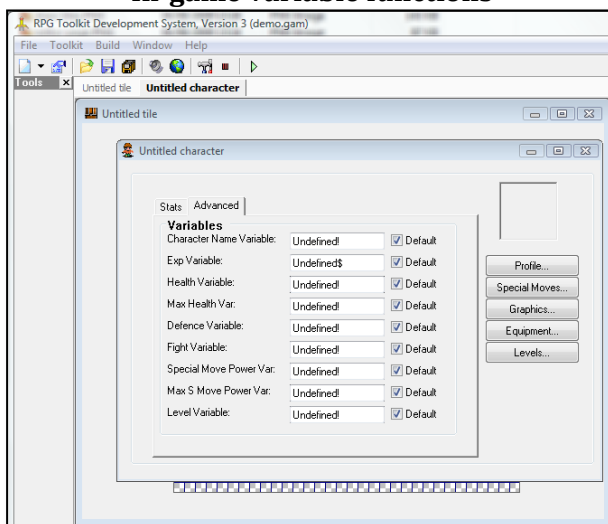 in-game variable functions
RPG Toolkit Development System, Version 3 (demo.gam)
File Toolkit Build Window Help
Tools x
Untitled tile Untitled character
Untitled tile
Untitled character
Stats Advanced
Variables
Character Name Variable: Undefined! Default
Exp Variable: Undefined$ Default
Health Variable: Undefined! Default
Max Health Var: Undefined! Default
Defence Variable: Undefined! Default
Fight Variable: Undefined! Default
Special Move Power Var: Undefined! Default
Max S Move Power Var: Undefined! Default
Level Variable: Undefined! Default
Profile...
Special Moves...
Graphics...
Equipment...
Levels...